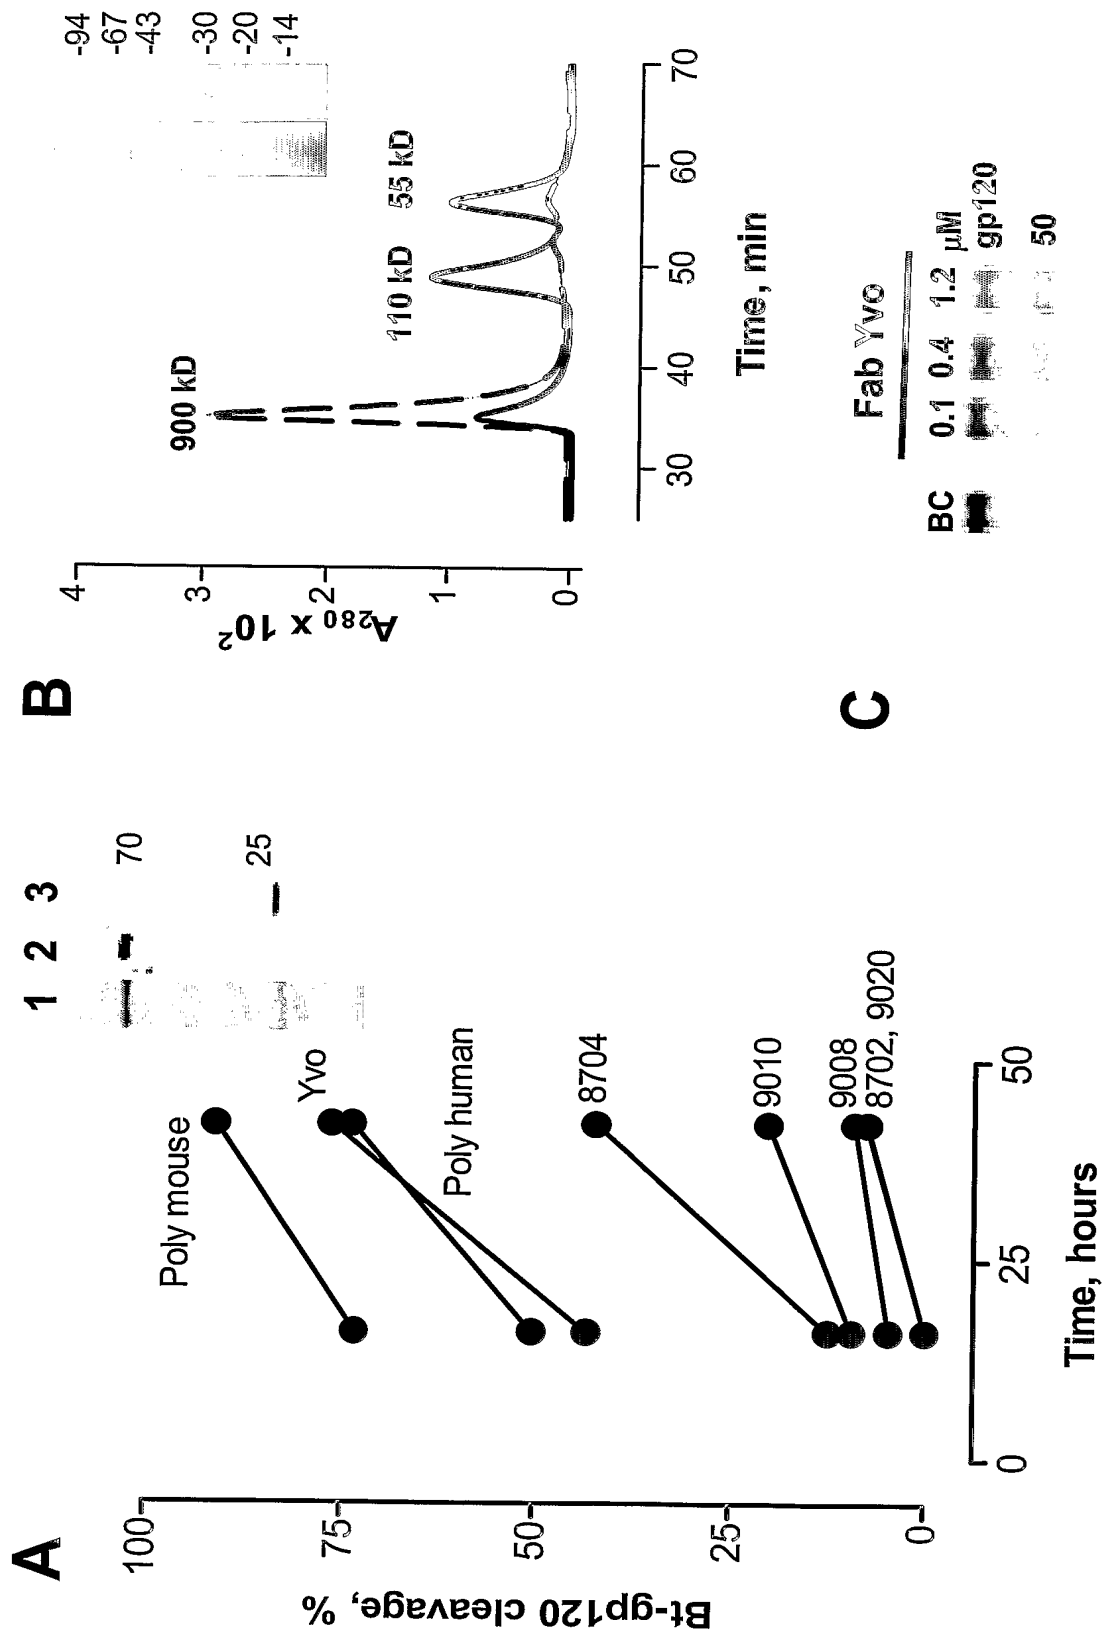 A
Bt-gp120 cleavage, %
100
75
50
25
0
0
25
50
Time, hours
Poly mouse
Yvo
Poly human
8704
9010
9008
8702, 9020
1 2 3
70
25
B
A280 x 10²
4
3
2
1
0
900 kD
110 kD
55 kD
-94
-67
-43
-30
-20
-14
30
40
50
60
70
Time, min
C
Fab Yvo
BC 0.1 0.4 1.2 µM
gp120
50